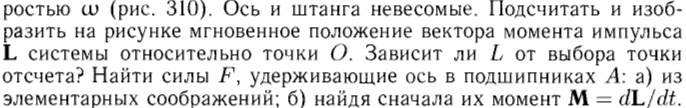 ростью ω (рис. 310). Ось и штанга невесомые. Подсчитать и изоб-
разить на рисунке мгновенное положение вектора момента импульса
L системы относительно точки O. Зависит ли L от выбора точки
отсчета? Найти силы F, удерживающие ось в подшипниках A: а) из
элементарных соображений; б) найдя сначала их момент M = dL/dt.